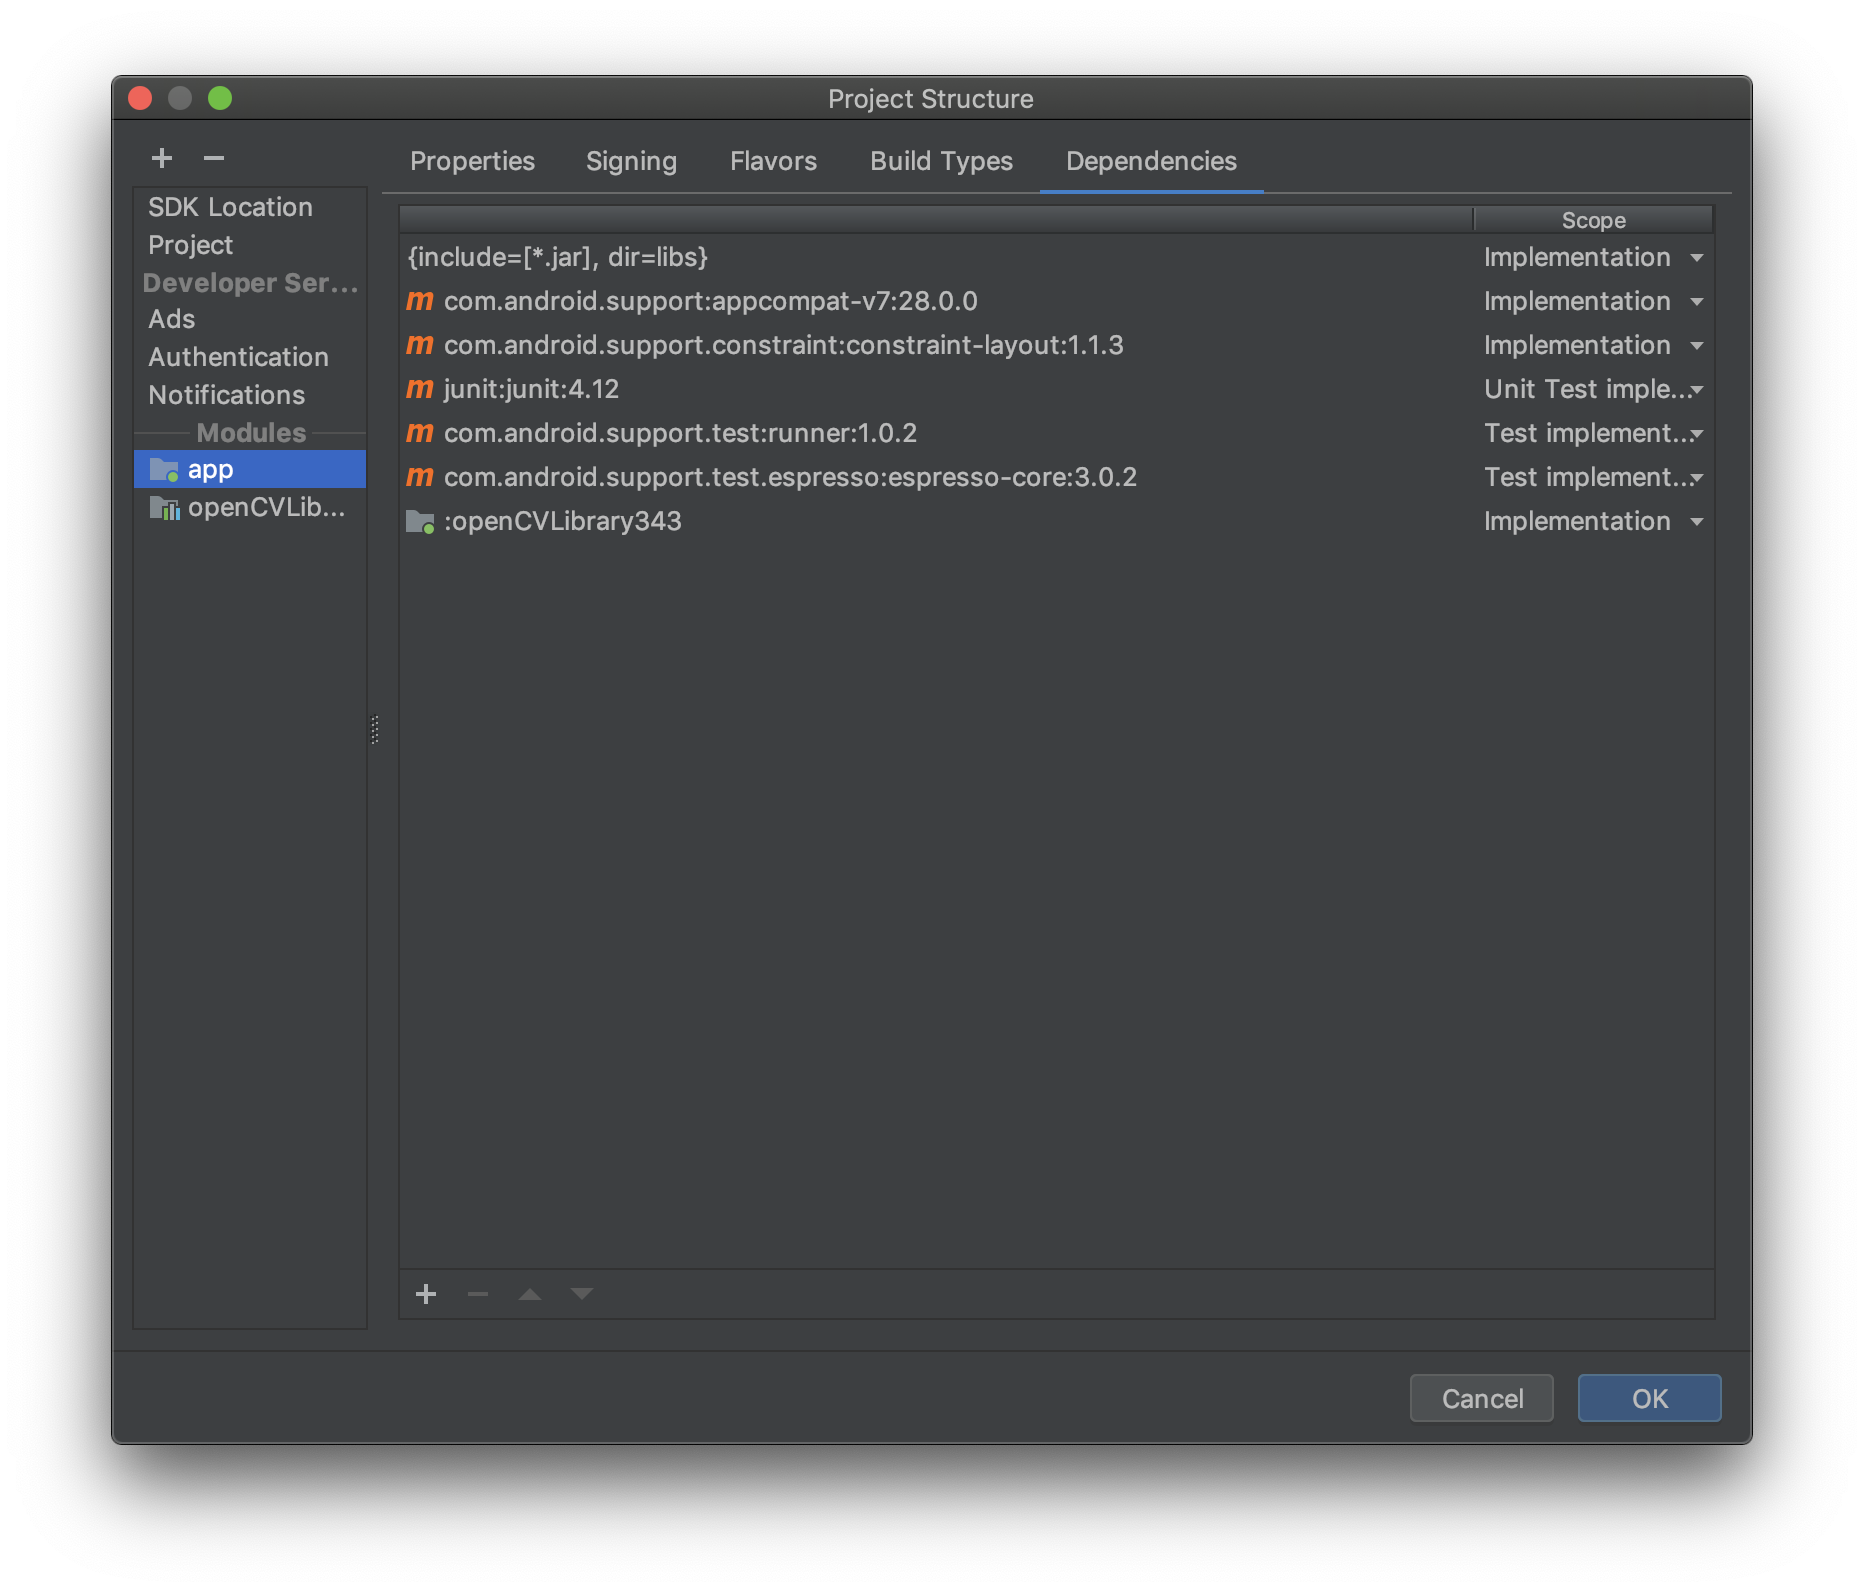 Project Structure
SDK Location
Project
Developer Ser...
Ads
Authentication
Notifications
Modules
app
openCVLib...
Properties Signing Flavors Build Types Dependencies
Scope
{include=[*.jar], dir=libs} Implementation
m com.android.support:appcompat-v7:28.0.0 Implementation
m com.android.support.constraint:constraint-layout:1.1.3 Implementation
m junit:junit:4.12 Unit Test imple...
m com.android.support.test:runner:1.0.2 Test implement...
m com.android.support.test.espresso:espresso-core:3.0.2 Test implement...
:openCVLibrary343 Implementation
Cancel OK